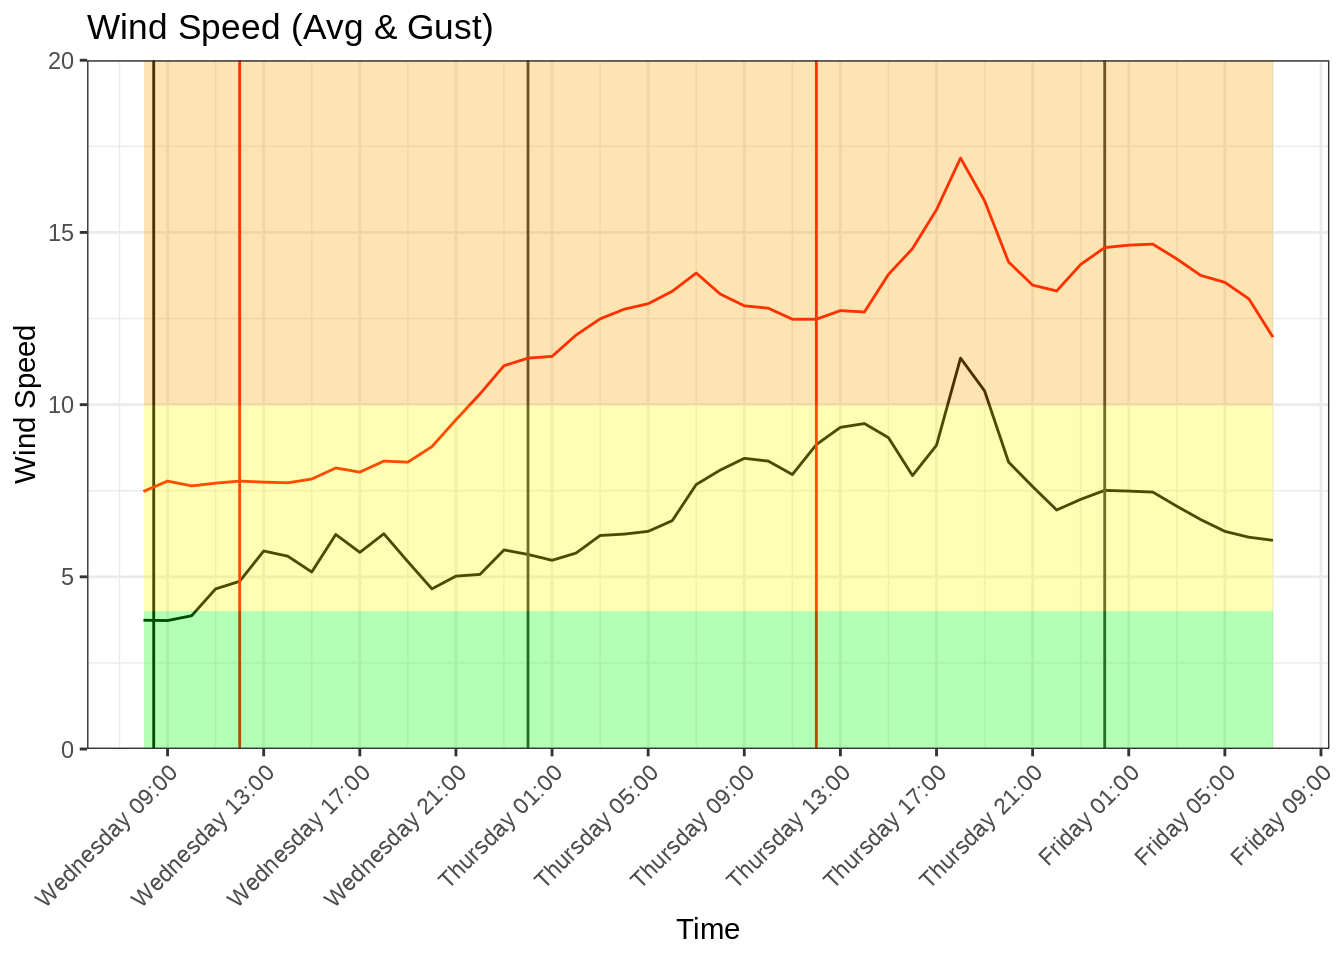 Wind Speed (Avg & Gust)
Wind Speed
20
15
10
5
0
Wednesday 09:00
Wednesday 13:00
Wednesday 17:00
Wednesday 21:00
Thursday 01:00
Thursday 05:00
Thursday 09:00
Thursday 13:00
Thursday 17:00
Thursday 21:00
Friday 01:00
Friday 05:00
Friday 09:00
Time